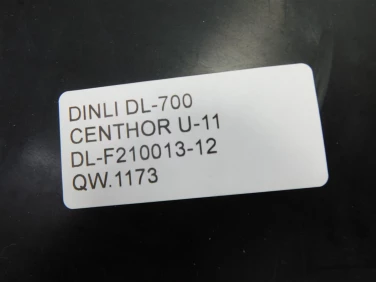 DINLI DL-700
CENTHOR U-11
DL-F210013-12
QW.1173